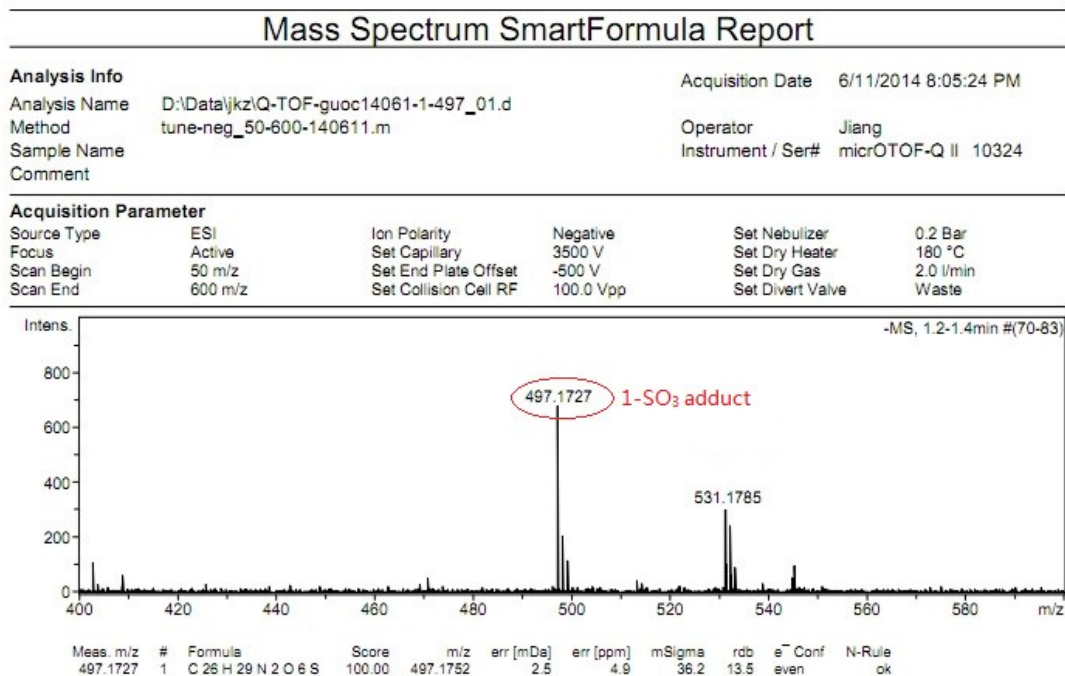 Mass Spectrum SmartFormula Report
Analysis Info
Acquisition Date 6/11/2014 8:05:24 PM
Analysis Name D:\Data\jkz\Q-TOF-guoc14061-1-497_01.d
Method tune-neg_50-600-140611.m
Operator Jiang
Sample Name
Instrument / Ser# micrOTOF-Q II 10324
Comment
Acquisition Parameter
Source Type ESI Ion Polarity Negative Set Nebulizer 0.2 Bar
Focus Active Set Capillary 3500 V Set Dry Heater 180 °C
Scan Begin 50 m/z Set End Plate Offset -500 V Set Dry Gas 2.0 l/min
Scan End 600 m/z Set Collision Cell RF 100.0 Vpp Set Divert Valve Waste
Intens.
-MS, 1.2-1.4min #(70-83)
800
497.1727 1-SO₃ adduct
600
400
531.1785
200
0
400 420 440 460 480 500 520 540 560 580 m/z
Meas. m/z # Formula Score m/z err [mDa] err [ppm] mSigma rdb e⁻ Conf N-Rule
497.1727 1 C 26 H 29 N 2 O 6 S 100.00 497.1752 2.5 4.9 36.2 13.5 even ok